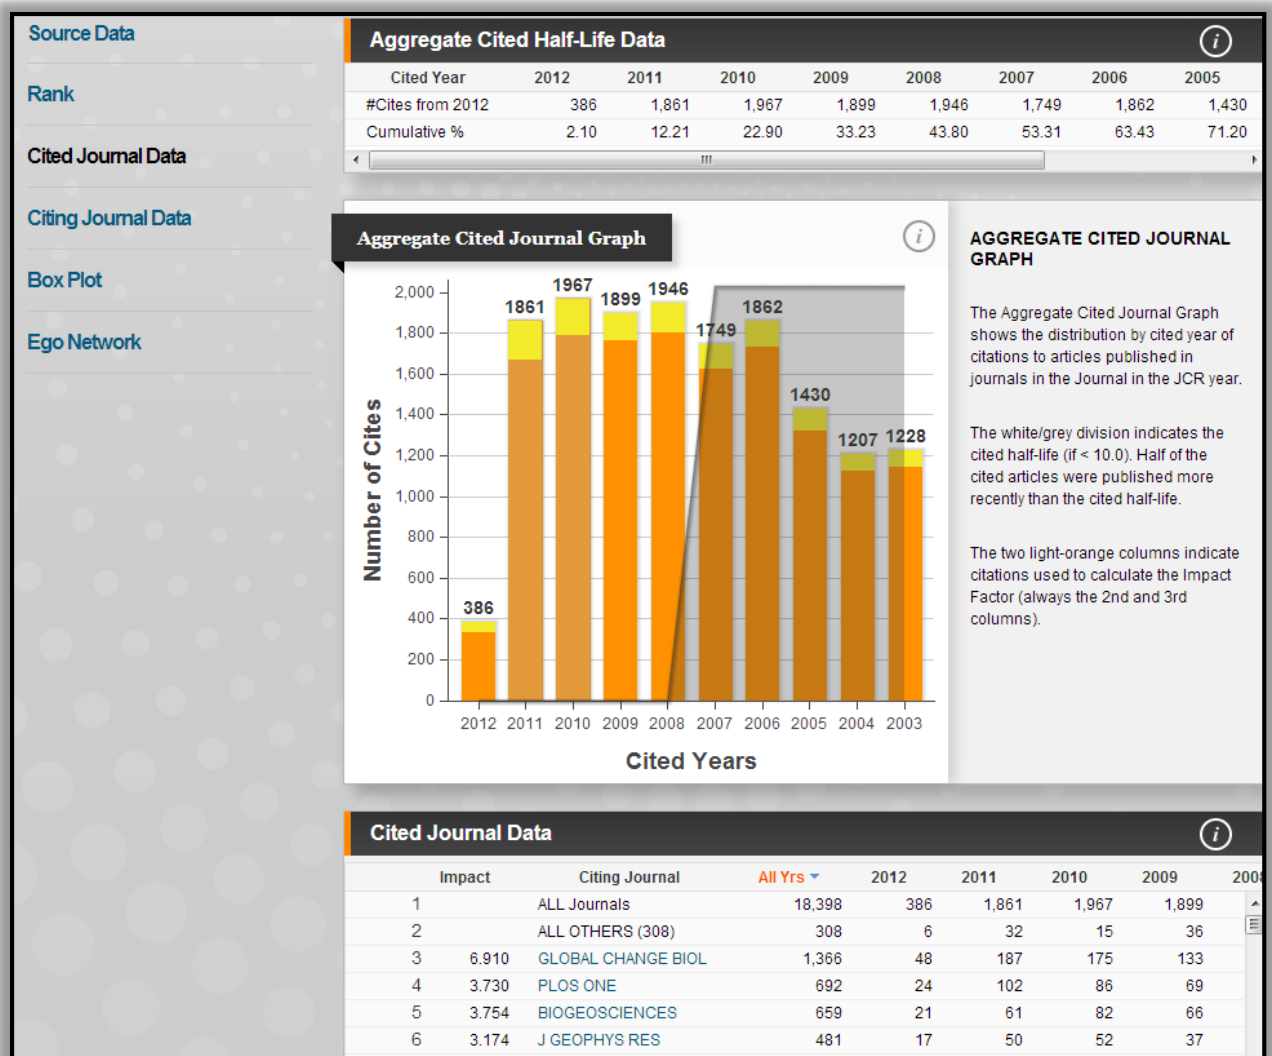 Source Data
Rank
Cited Journal Data
Citing Journal Data
Box Plot
Ego Network
Aggregate Cited Half-Life Data
i
Cited Year 2012 2011 2010 2009 2008 2007 2006 2005
#Cites from 2012 386 1,861 1,967 1,899 1,946 1,749 1,862 1,430
Cumulative % 2.10 12.21 22.90 33.23 43.80 53.31 63.43 71.20
Aggregate Cited Journal Graph
i
Number of Cites
2,000
1,800
1,600
1,400
1,200
1,000
800
600
400
200
0
386
1861
1967
1899
1946
1749
1862
1430
1207
1228
2012 2011 2010 2009 2008 2007 2006 2005 2004 2003
Cited Years
AGGREGATE CITED JOURNAL
GRAPH
The Aggregate Cited Journal Graph
shows the distribution by cited year of
citations to articles published in
journals in the Journal in the JCR year.
The white/grey division indicates the
cited half-life (if < 10.0). Half of the
cited articles were published more
recently than the cited half-life.
The two light-orange columns indicate
citations used to calculate the Impact
Factor (always the 2nd and 3rd
columns).
Cited Journal Data
i
Impact Citing Journal All Yrs 2012 2011 2010 2009
1 ALL Journals 18,398 386 1,861 1,967 1,899
2 ALL OTHERS (308) 308 6 32 15 36
3 6.910 GLOBAL CHANGE BIOL 1,366 48 187 175 133
4 3.730 PLOS ONE 692 24 102 86 69
5 3.754 BIOGEOSCIENCES 659 21 61 82 66
6 3.174 J GEOPHYS RES 481 17 50 52 37